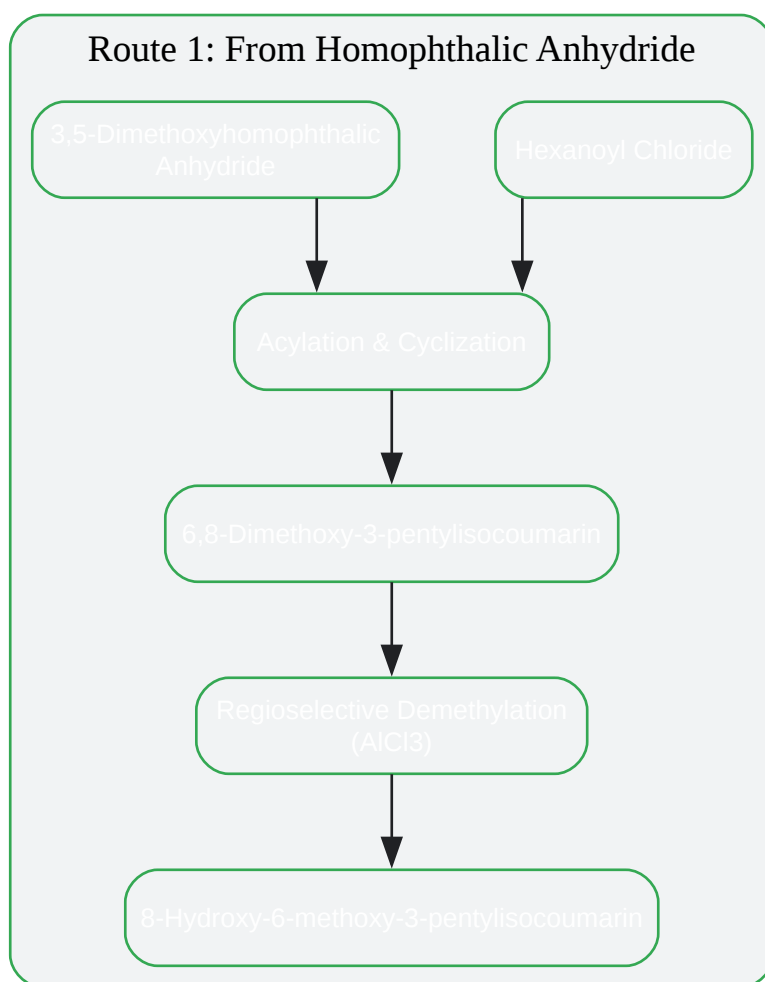 Route 1: From Homophthalic Anhydride
3,5-Dimethoxyhomophthalic
Anhydride
Hexanoyl Chloride
Acylation & Cyclization
6,8-Dimethoxy-3-pentylisocoumarin
Regioselective Demethylation
(AlCl3)
8-Hydroxy-6-methoxy-3-pentylisocoumarin